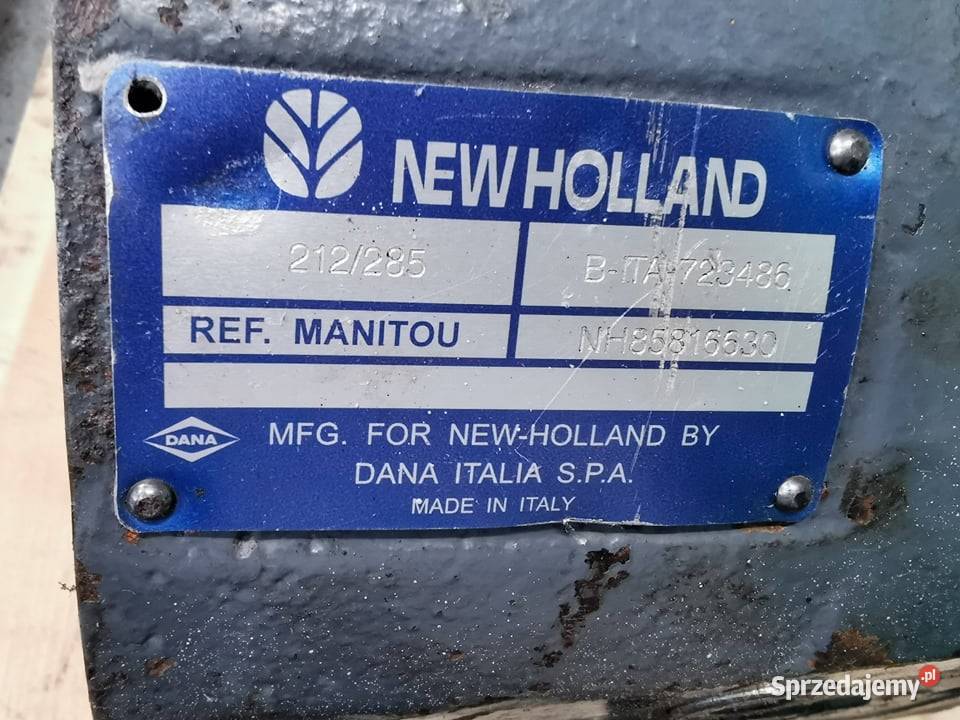 NEW HOLLAND
212/285
B-ITA-723486
REF. MANITOU
NH85816630
DANA
MFG. FOR NEW-HOLLAND BY
DANA ITALIA S.P.A.
MADE IN ITALY
Sprzedajemy.pl